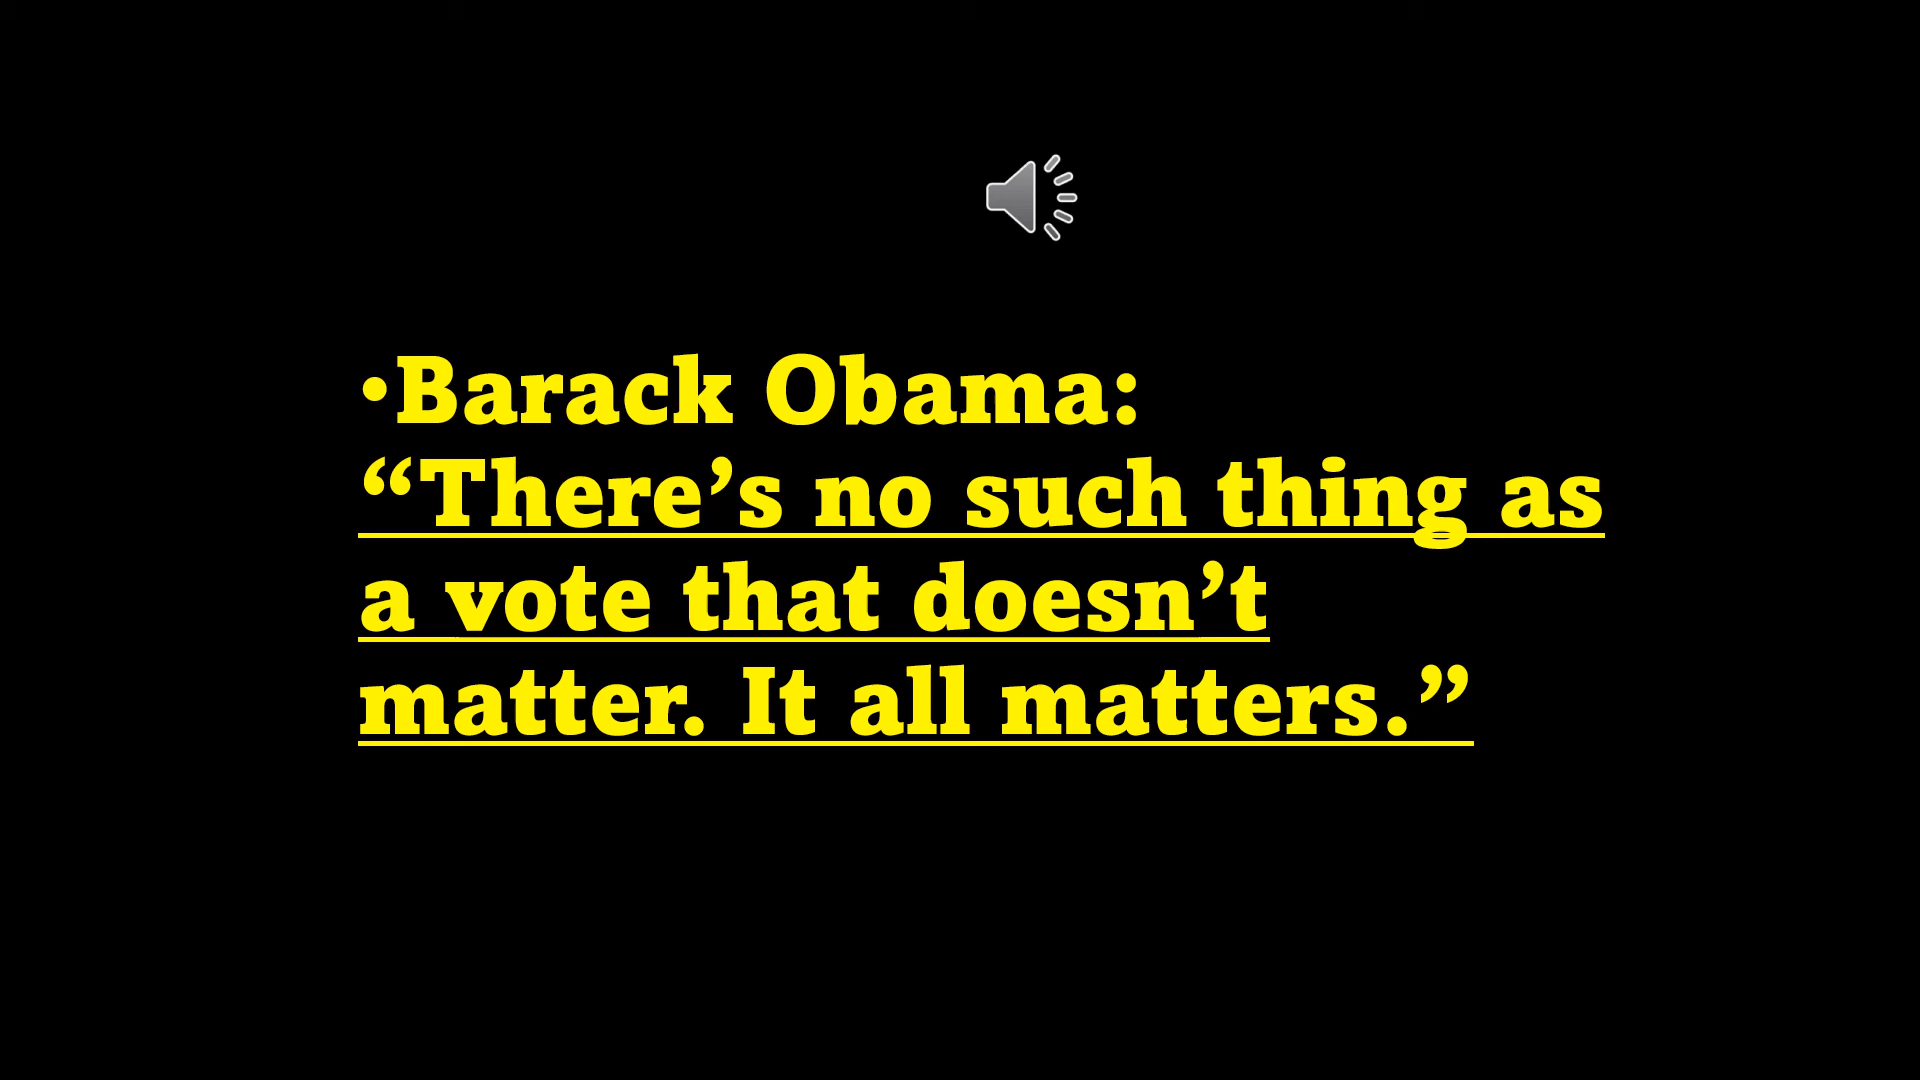 •Barack Obama:
“There’s no such thing as
a vote that doesn’t
matter. It all matters.”